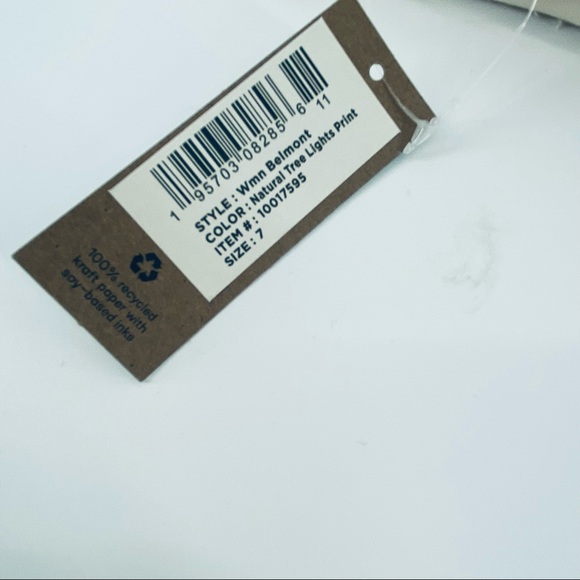 1 95703 08285 6 11
STYLE : Wmn Belmont
COLOR : Natural Tree Lights Print
ITEM # : 10017595
SIZE : 7
100% recycled
kraft paper with
soy-based inks